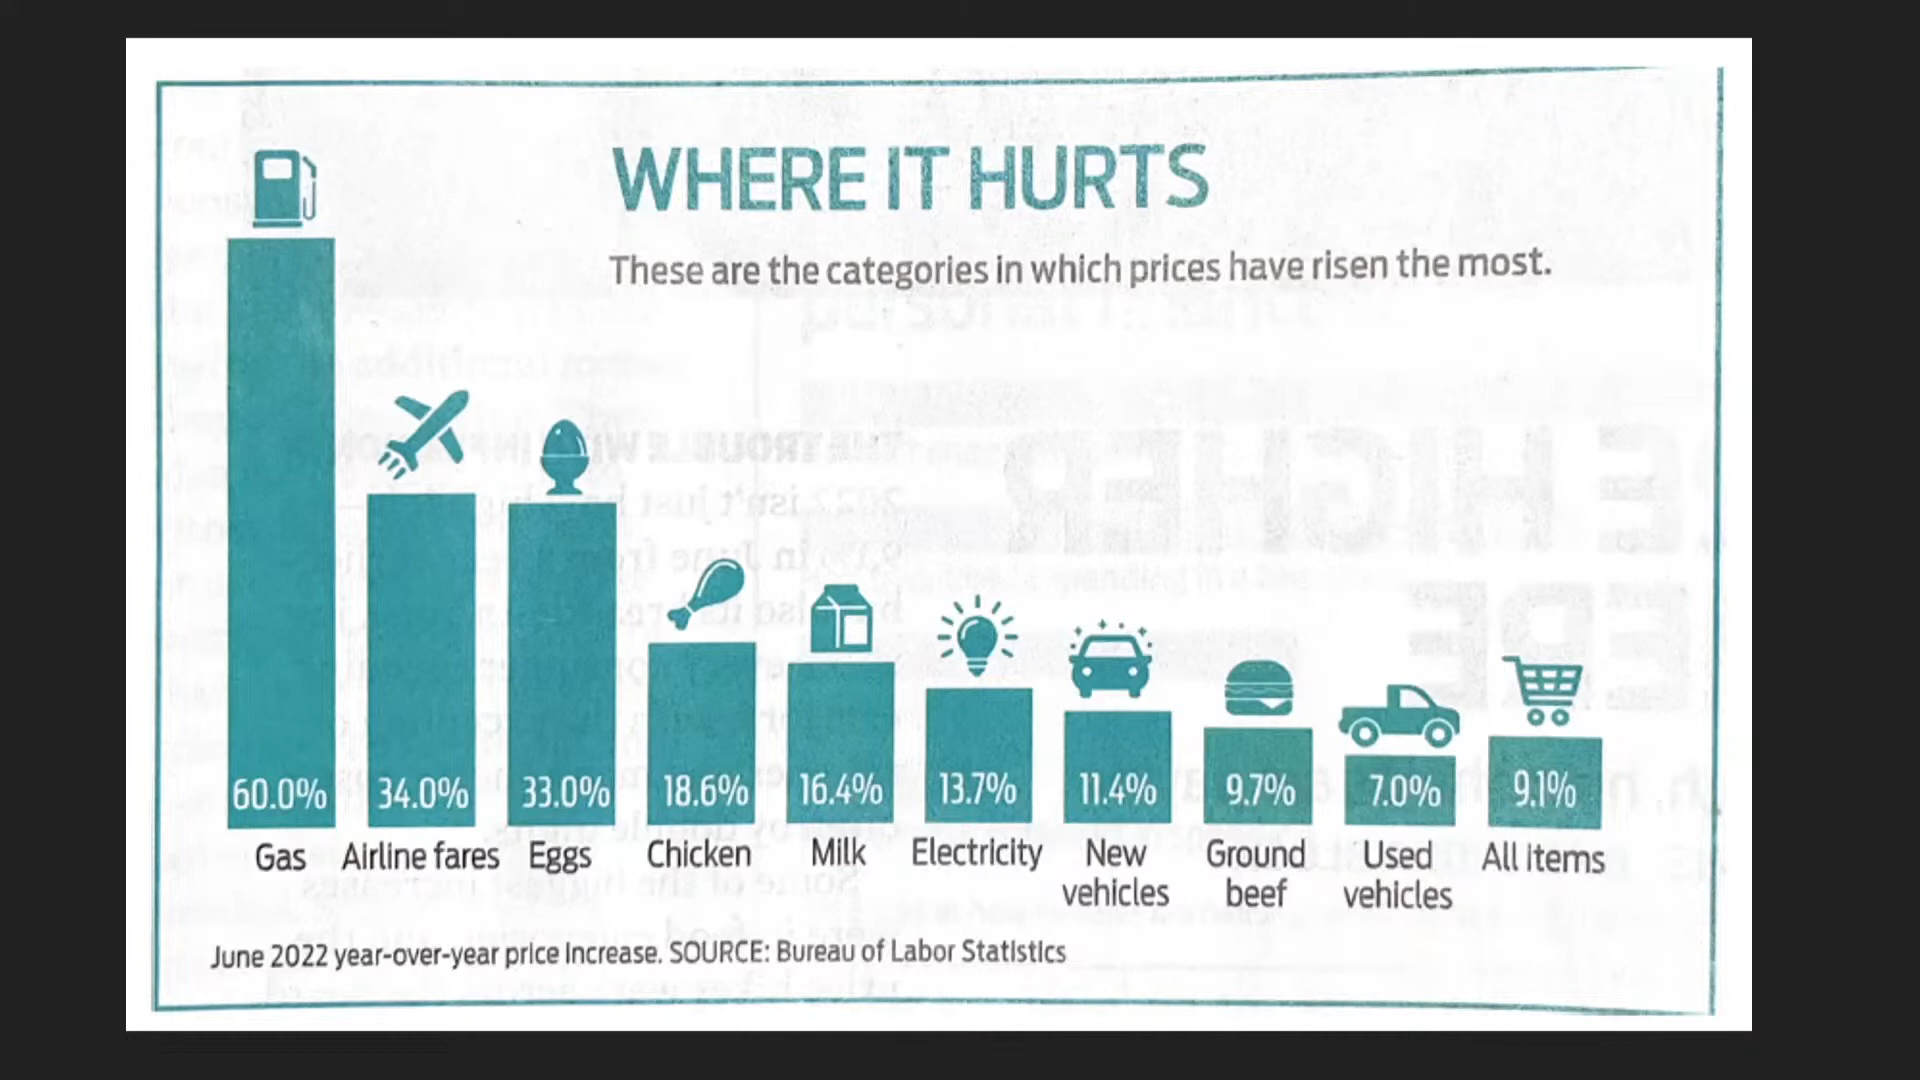 WHERE IT HURTS
These are the categories in which prices have risen the most.
60.0% 34.0% 33.0% 18.6% 16.4% 13.7% 11.4% 9.7% 7.0% 9.1%
Gas Airline fares Eggs Chicken Milk Electricity New vehicles Ground beef Used vehicles All items
June 2022 year-over-year price increase. SOURCE: Bureau of Labor Statistics